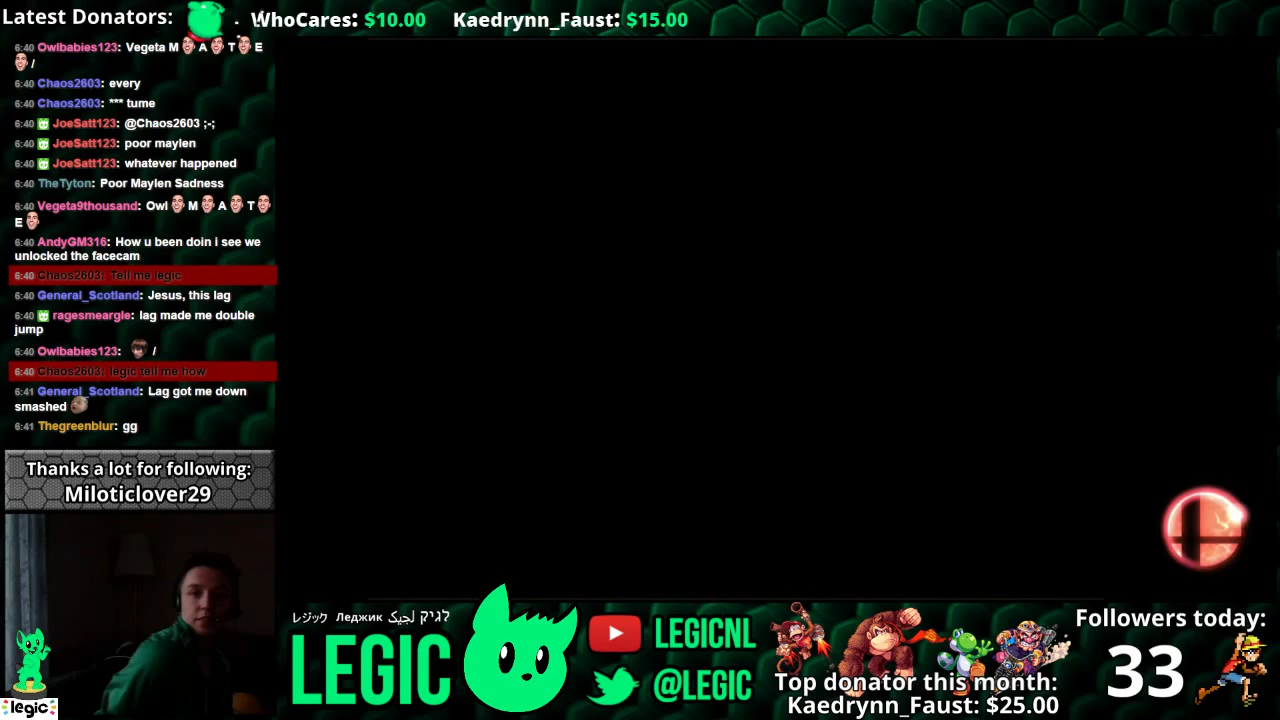 Latest Donators: . WhoCares: $10.00 Kaedrynn_Faust: $15.00
6:40 Owlbabies123: Vegeta M A T E
/
6:40 Chaos2603: every
6:40 Chaos2603: *** tume
6:40 JoeSatt123: @Chaos2603 ;-;
6:40 JoeSatt123: poor maylen
6:40 JoeSatt123: whatever happened
6:40 TheTyton: Poor Maylen Sadness
6:40 Vegeta9thousand: Owl M A T
E
6:40 AndyGM316: How u been doin i see we
unlocked the facecam
6:40 Chaos2603: Tell me legic
6:40 General_Scotland: Jesus, this lag
6:40 ragesmeargle: lag made me double
jump
6:40 Owlbabies123: /
6:40 Chaos2603: legic tell me how
6:41 General_Scotland: Lag got me down
smashed
6:41 Thegreenblur: gg
Thanks a lot for following:
Miloticlover29
legic
レジック Леджик لجيک לגיק
LEGIC
LEGICNL
@LEGIC
Top donator this month:
Kaedrynn_Faust: $25.00
Followers today:
33